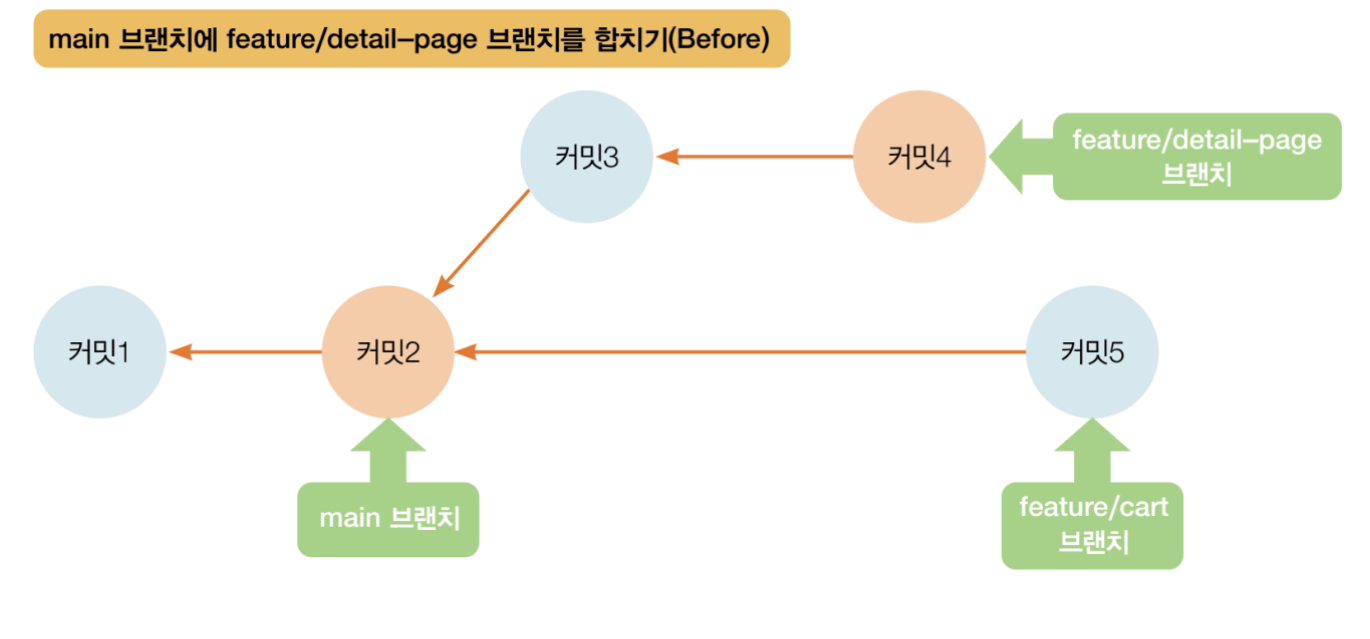 main 브랜치에 feature/detail–page 브랜치를 합치기(Before)
커밋3
커밋4
feature/detail–page
브랜치
커밋1
커밋2
커밋5
main 브랜치
feature/cart
브랜치